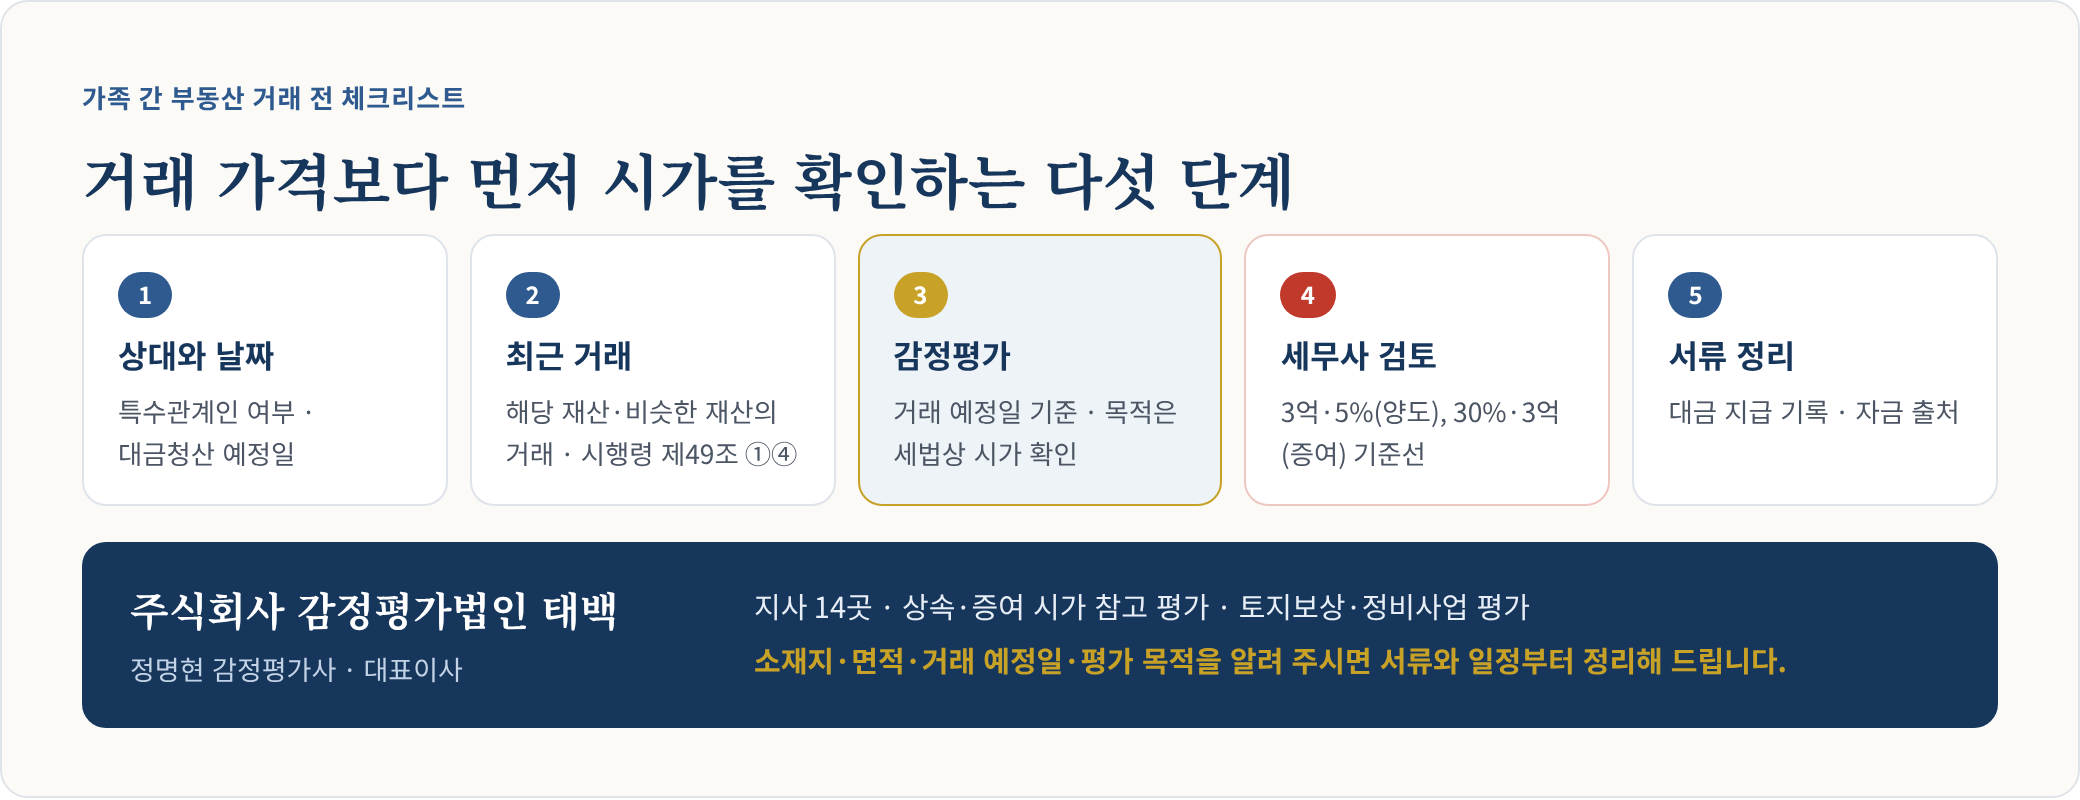 가족 간 부동산 거래 전 체크리스트
거래 가격보다 먼저 시가를 확인하는 다섯 단계
1
상대와 날짜
특수관계인 여부 ·
대금청산 예정일
2
최근 거래
해당 재산·비슷한 재산의
거래 · 시행령 제49조 ①④
3
감정평가
거래 예정일 기준 · 목적은
세법상 시가 확인
4
세무사 검토
3억·5%(양도), 30%·3억
(증여) 기준선
5
서류 정리
대금 지급 기록 · 자금 출처
주식회사 감정평가법인 태백
정명현 감정평가사 · 대표이사
지사 14곳 · 상속·증여 시가 참고 평가 · 토지보상·정비사업 평가
소재지·면적·거래 예정일·평가 목적을 알려 주시면 서류와 일정부터 정리해 드립니다.